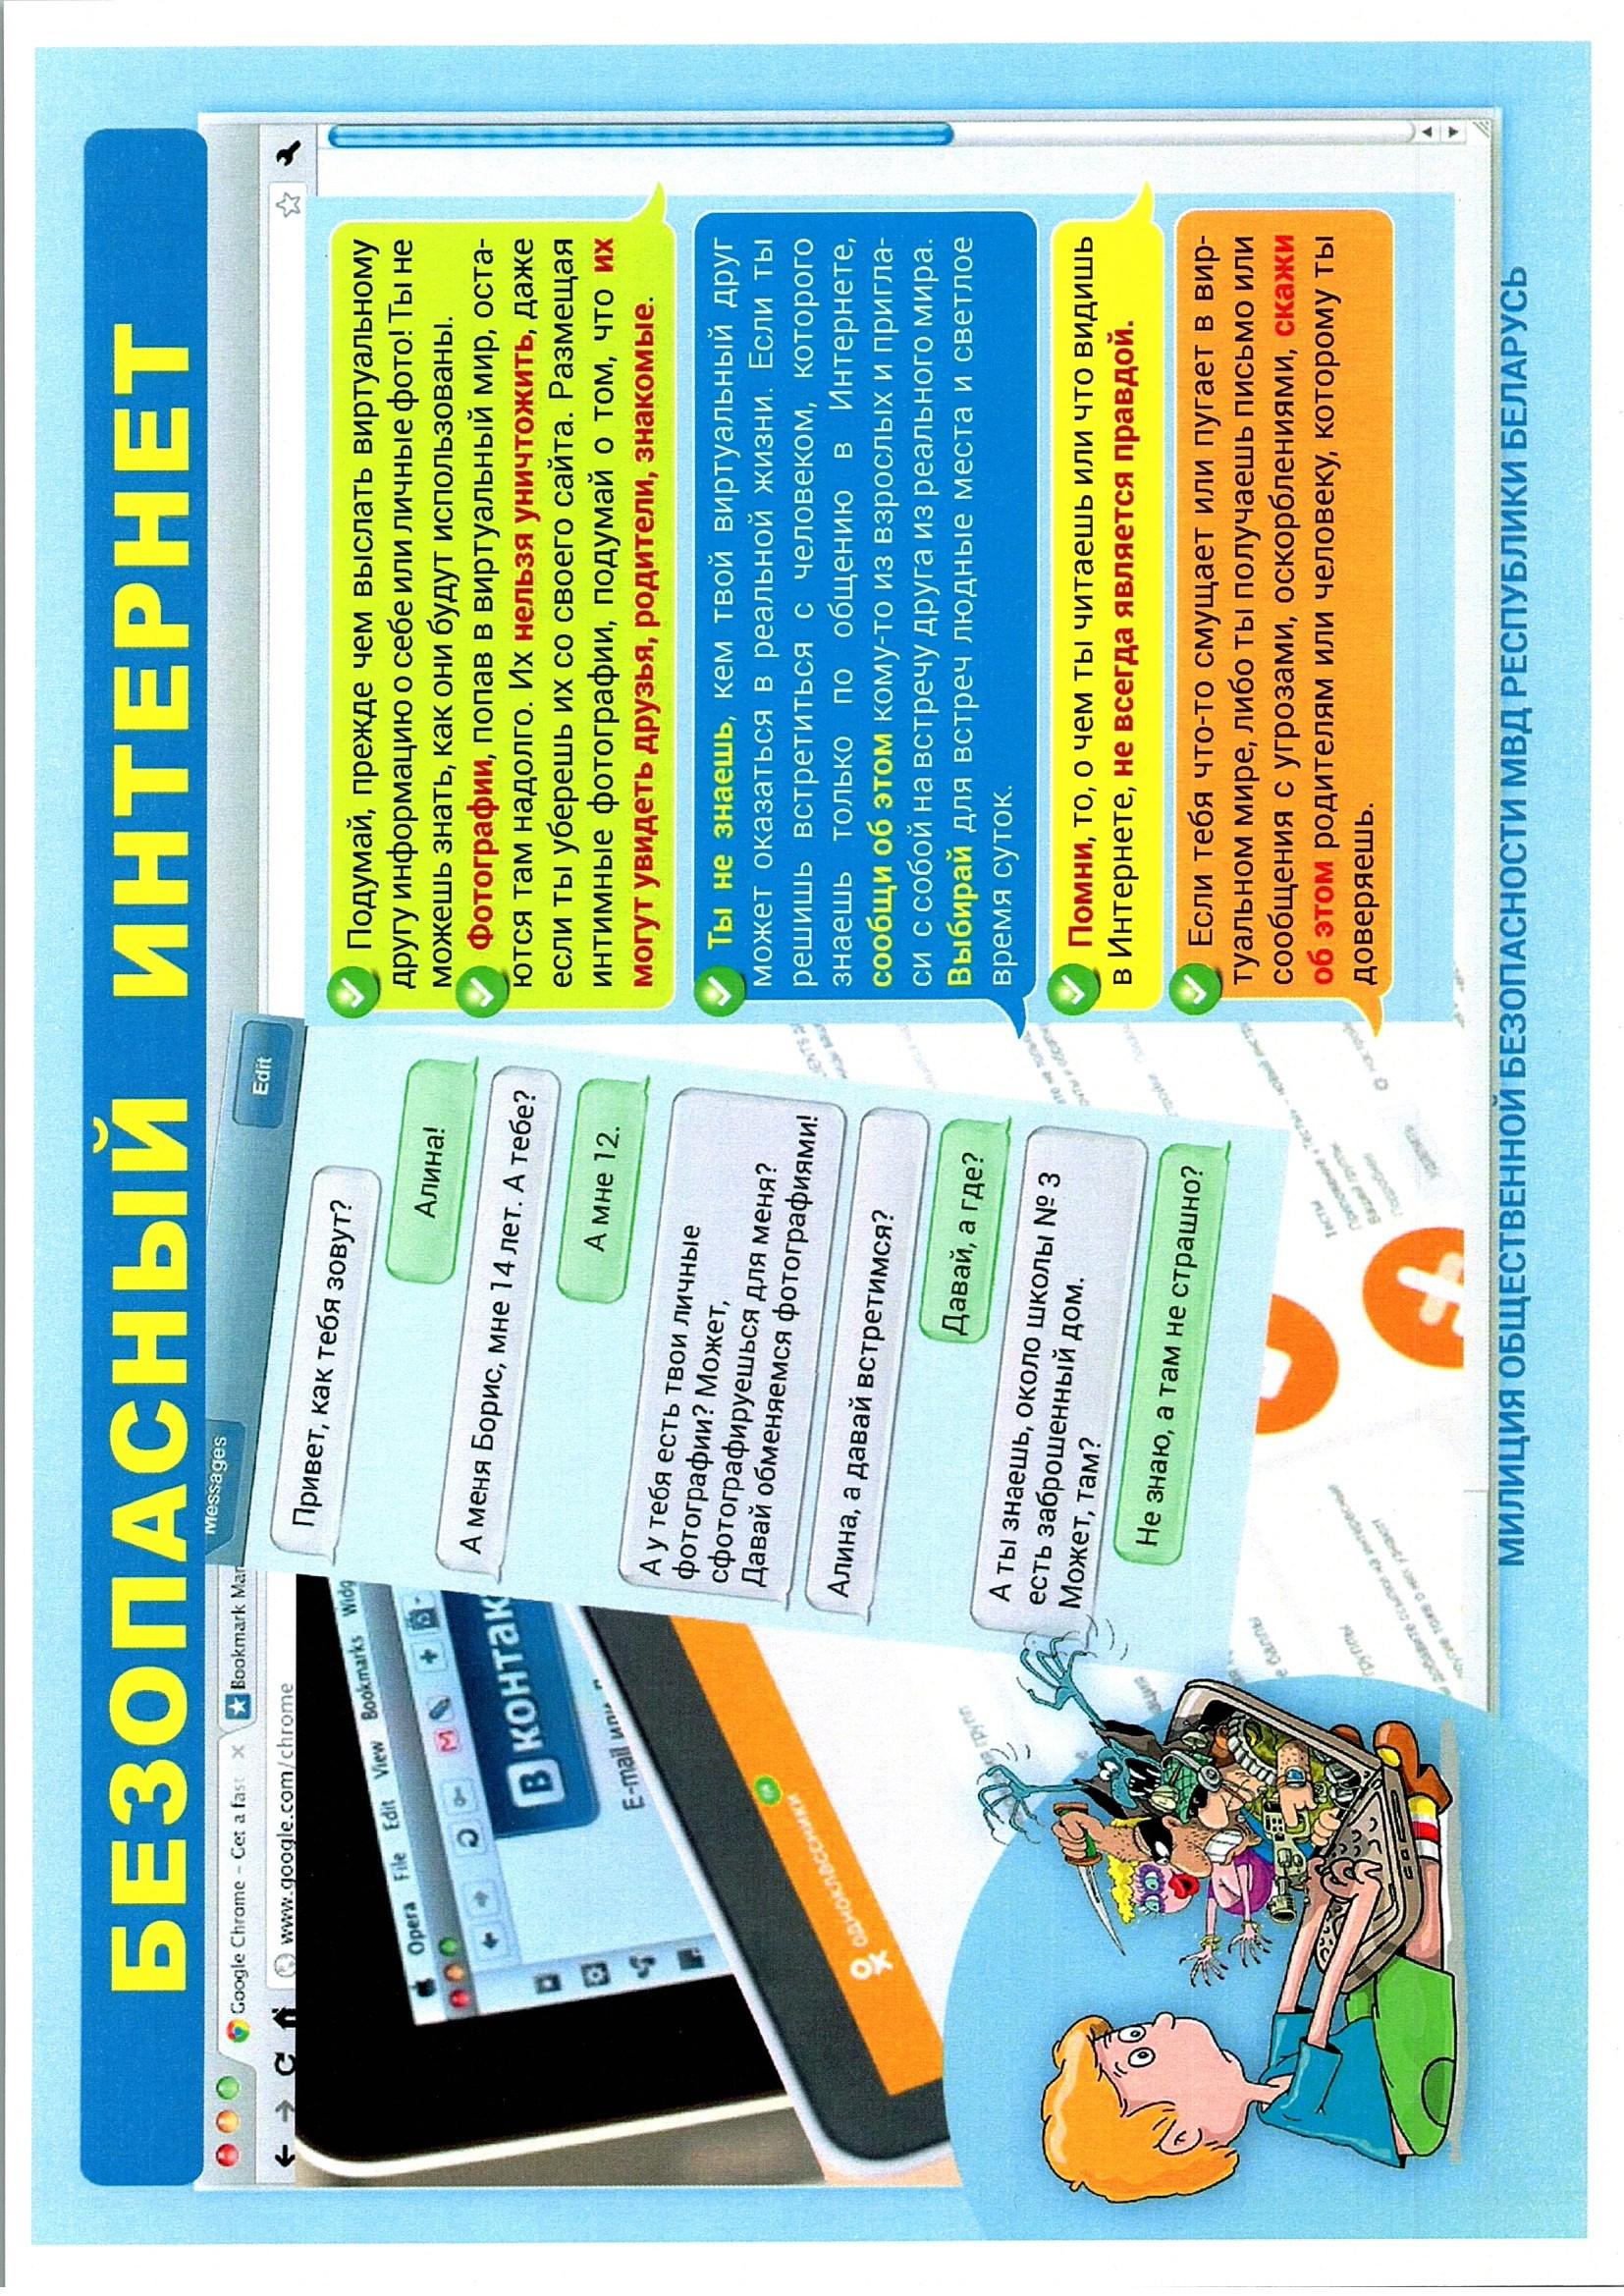 БЕЗОПАСНЫЙ ИНТЕРНЕТ
Google Chrome – Get a fast
Bookmark Mar
www.google.com/chrome
Opera File Edit View Bookmarks Widg
В контак
E-mail или
одноклассники
Messages
Edit
Привет, как тебя зовут?
Алина!
А меня Борис, мне 14 лет. А тебе?
А мне 12.
А у тебя есть твои личные
фотографии? Может,
сфотографируешься для меня?
Давай обменяемся фотографиями!
Алина, а давай встретимся?
Давай, а где?
А ты знаешь, около школы № 3
есть заброшенный дом.
Может, там?
Не знаю, а там не страшно?
Подумай, прежде чем выслать виртуальному
другу информацию о себе или личные фото! Ты не
можешь знать, как они будут использованы.
Фотографии, попав в виртуальный мир, оста-
ются там надолго. Их нельзя уничтожить, даже
если ты уберешь их со своего сайта. Размещая
интимные фотографии, подумай о том, что их
могут увидеть друзья, родители, знакомые.
Ты не знаешь, кем твой виртуальный друг
может оказаться в реальной жизни. Если ты
решишь встретиться с человеком, которого
знаешь только по общению в Интернете,
сообщи об этом кому-то из взрослых и пригла-
си с собой на встречу друга из реального мира.
Выбирай для встреч людные места и светлое
время суток.
Помни, то, о чем ты читаешь или что видишь
в Интернете, не всегда является правдой.
Если тебя что-то смущает или пугает в вир-
туальном мире, либо ты получаешь письмо или
сообщения с угрозами, оскорблениями, скажи
об этом родителям или человеку, которому ты
доверяешь.
МИЛИЦИЯ ОБЩЕСТВЕННОЙ БЕЗОПАСНОСТИ МВД РЕСПУБЛИКИ БЕЛАРУСЬ